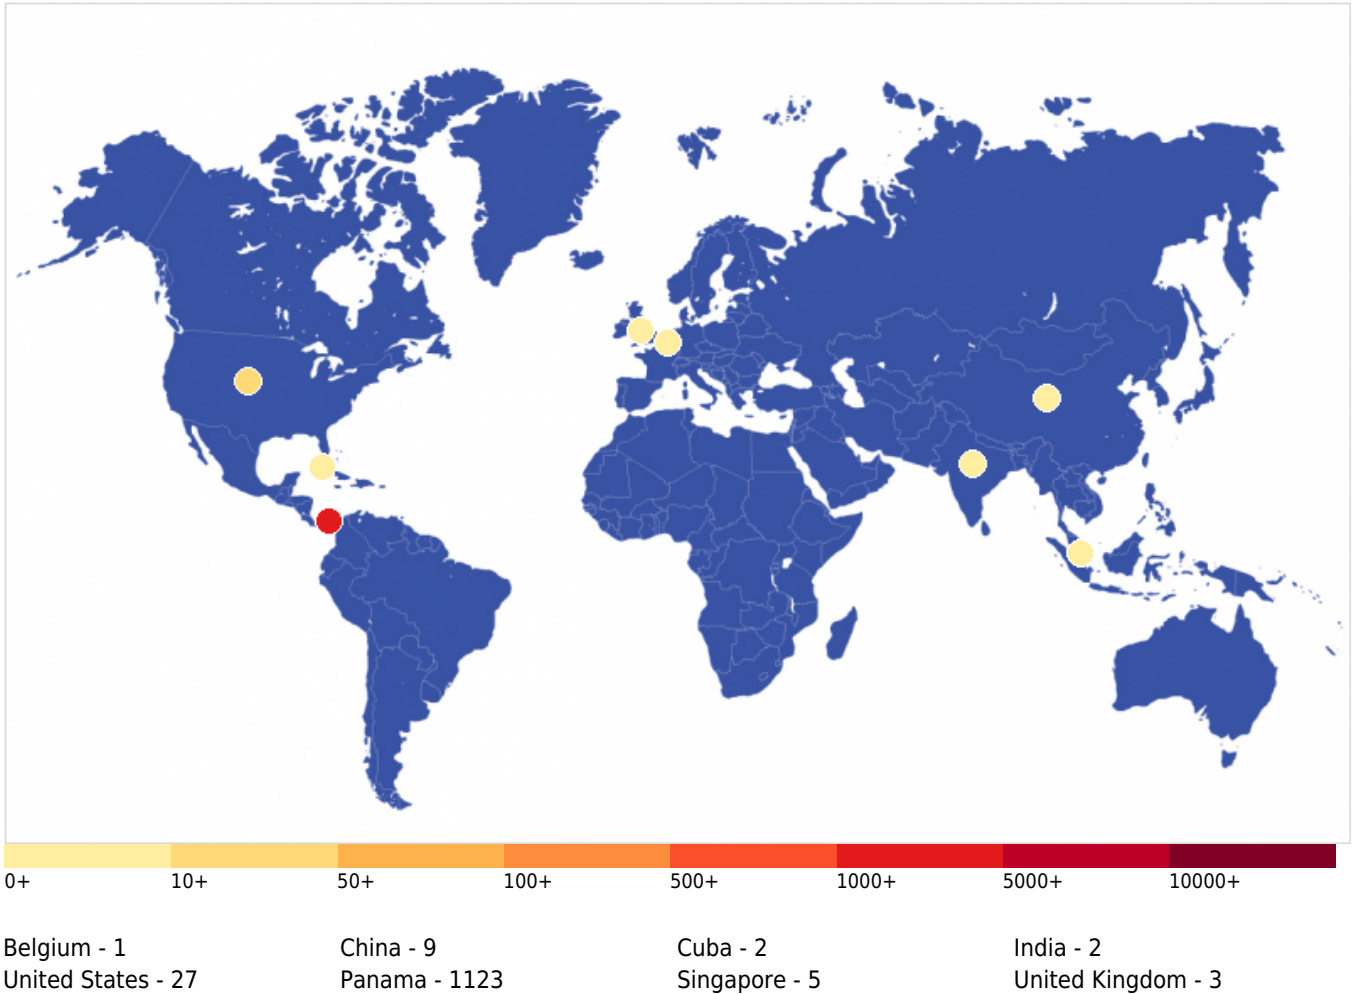 0+ 10+ 50+ 100+ 500+ 1000+ 5000+ 10000+
Belgium - 1 China - 9 Cuba - 2 India - 2
United States - 27 Panama - 1123 Singapore - 5 United Kingdom - 3